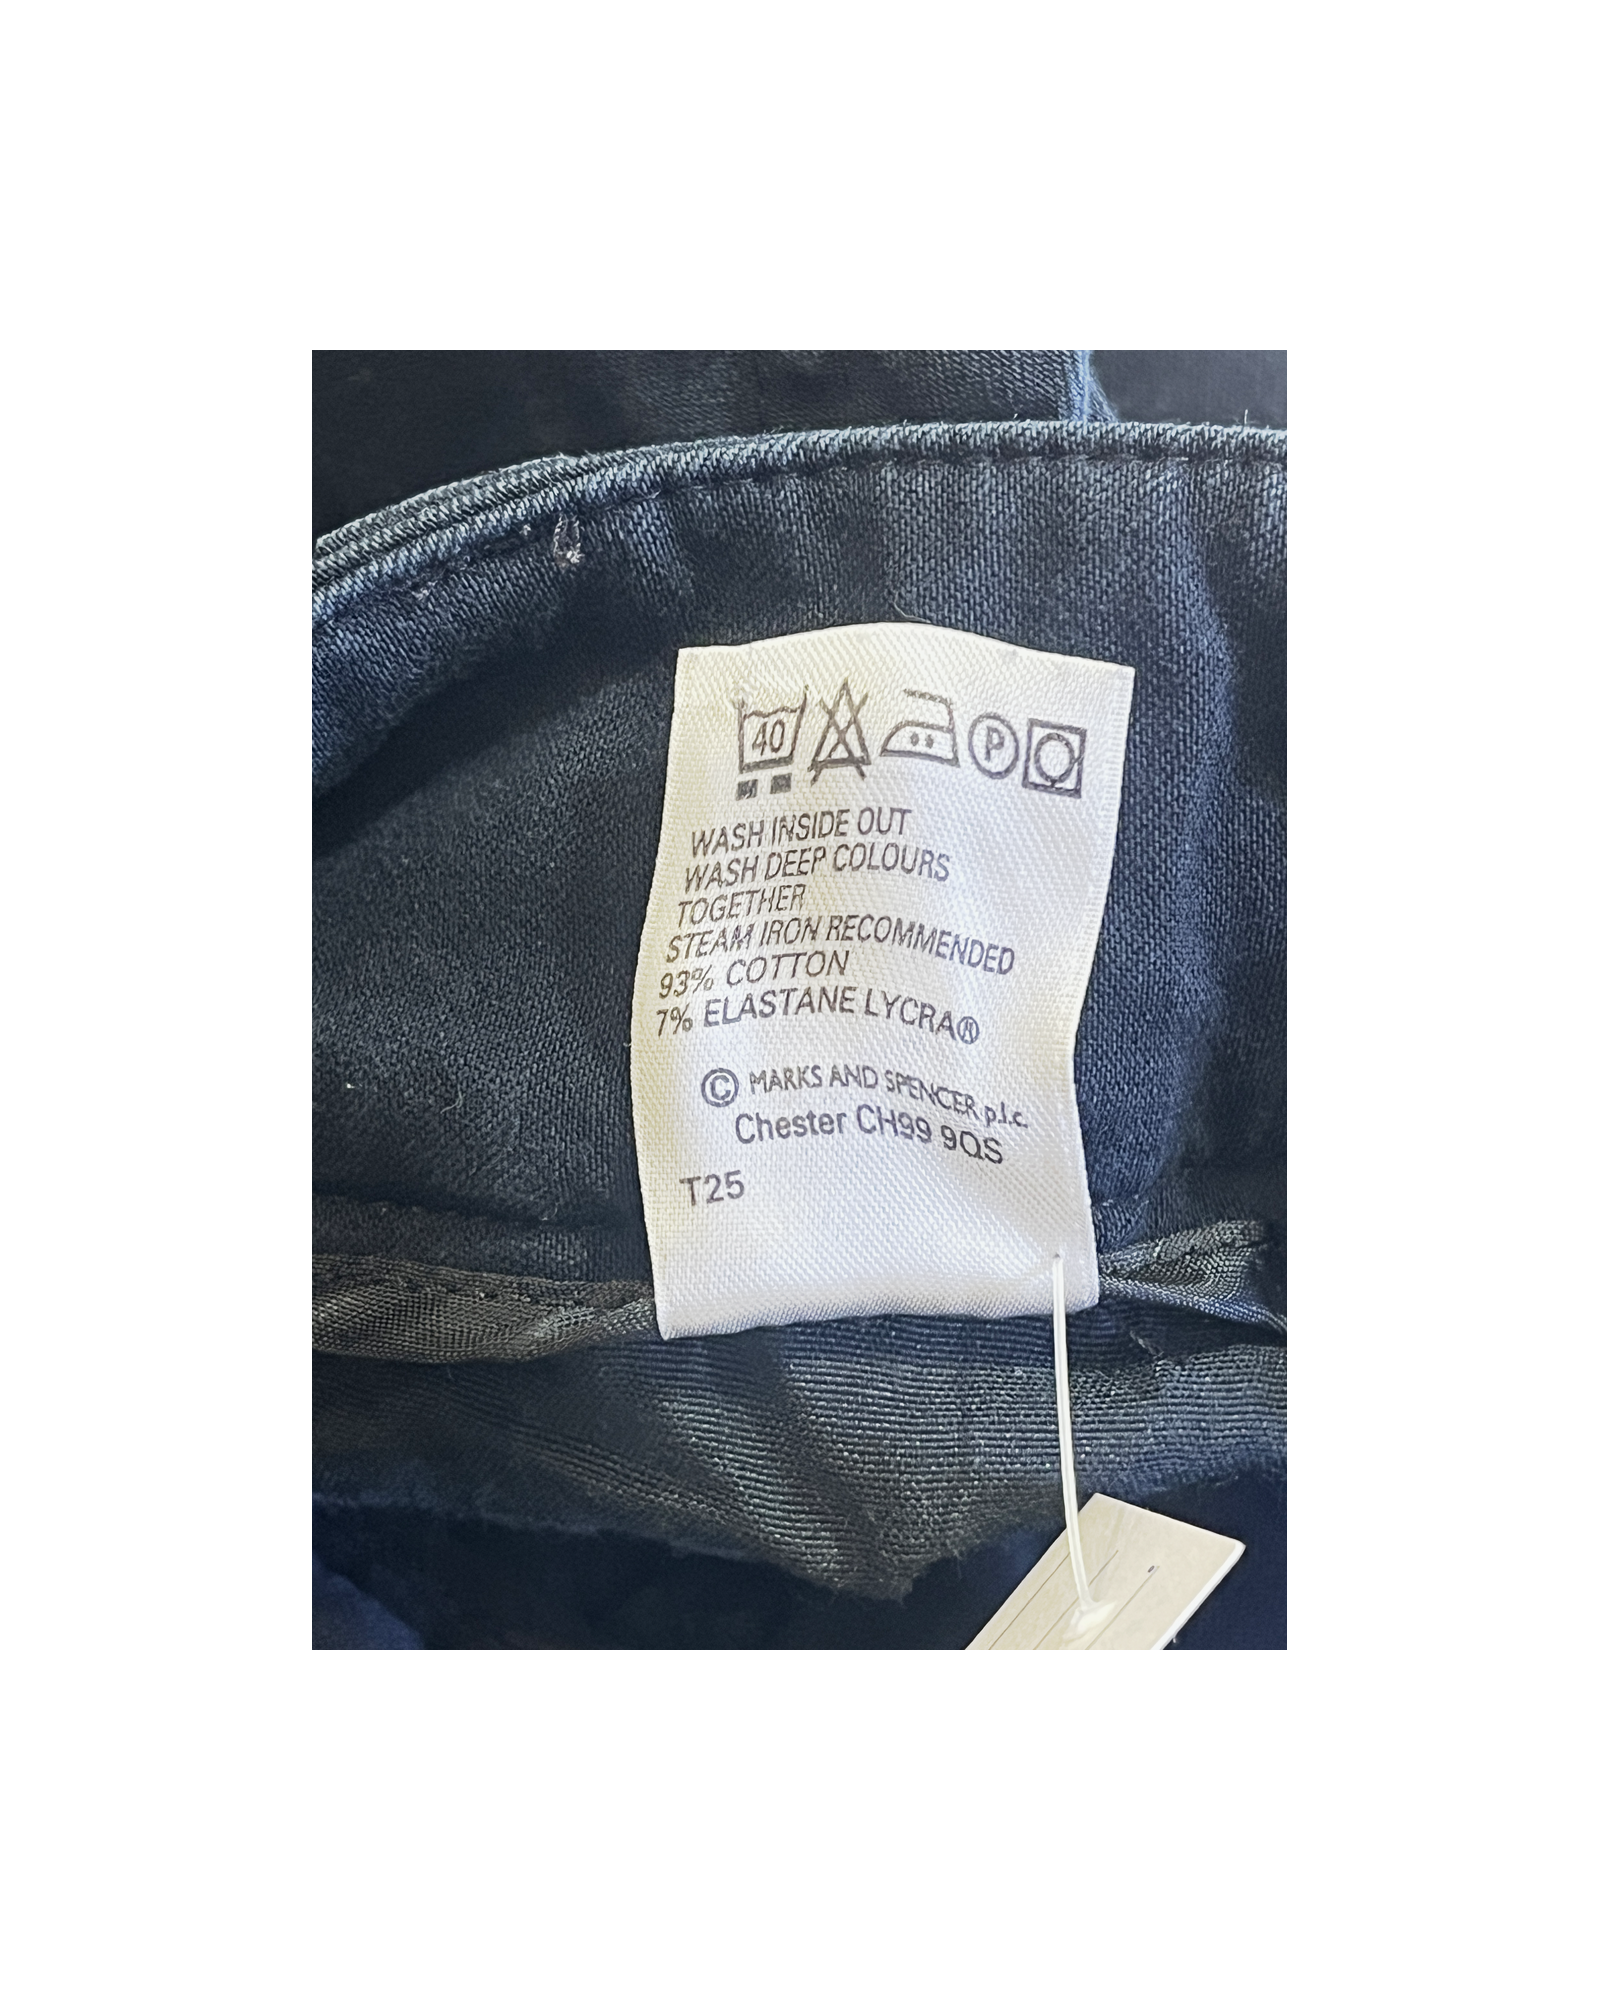 40
P
WASH INSIDE OUT
WASH DEEP COLOURS
TOGETHER
STEAM IRON RECOMMENDED
93% COTTON
7% ELASTANE LYCRA®
© MARKS AND SPENCER p.l.c.
Chester CH99 9QS
T25